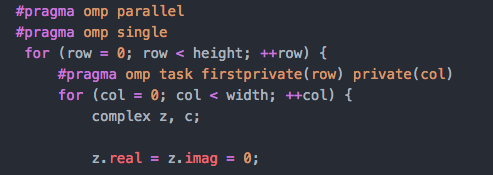 #pragma omp parallel
#pragma omp single
for (row = 0; row < height; ++row) {
#pragma omp task firstprivate(row) private(col)
for (col = 0; col < width; ++col) {
complex z, c;
z.real = z.imag = 0;